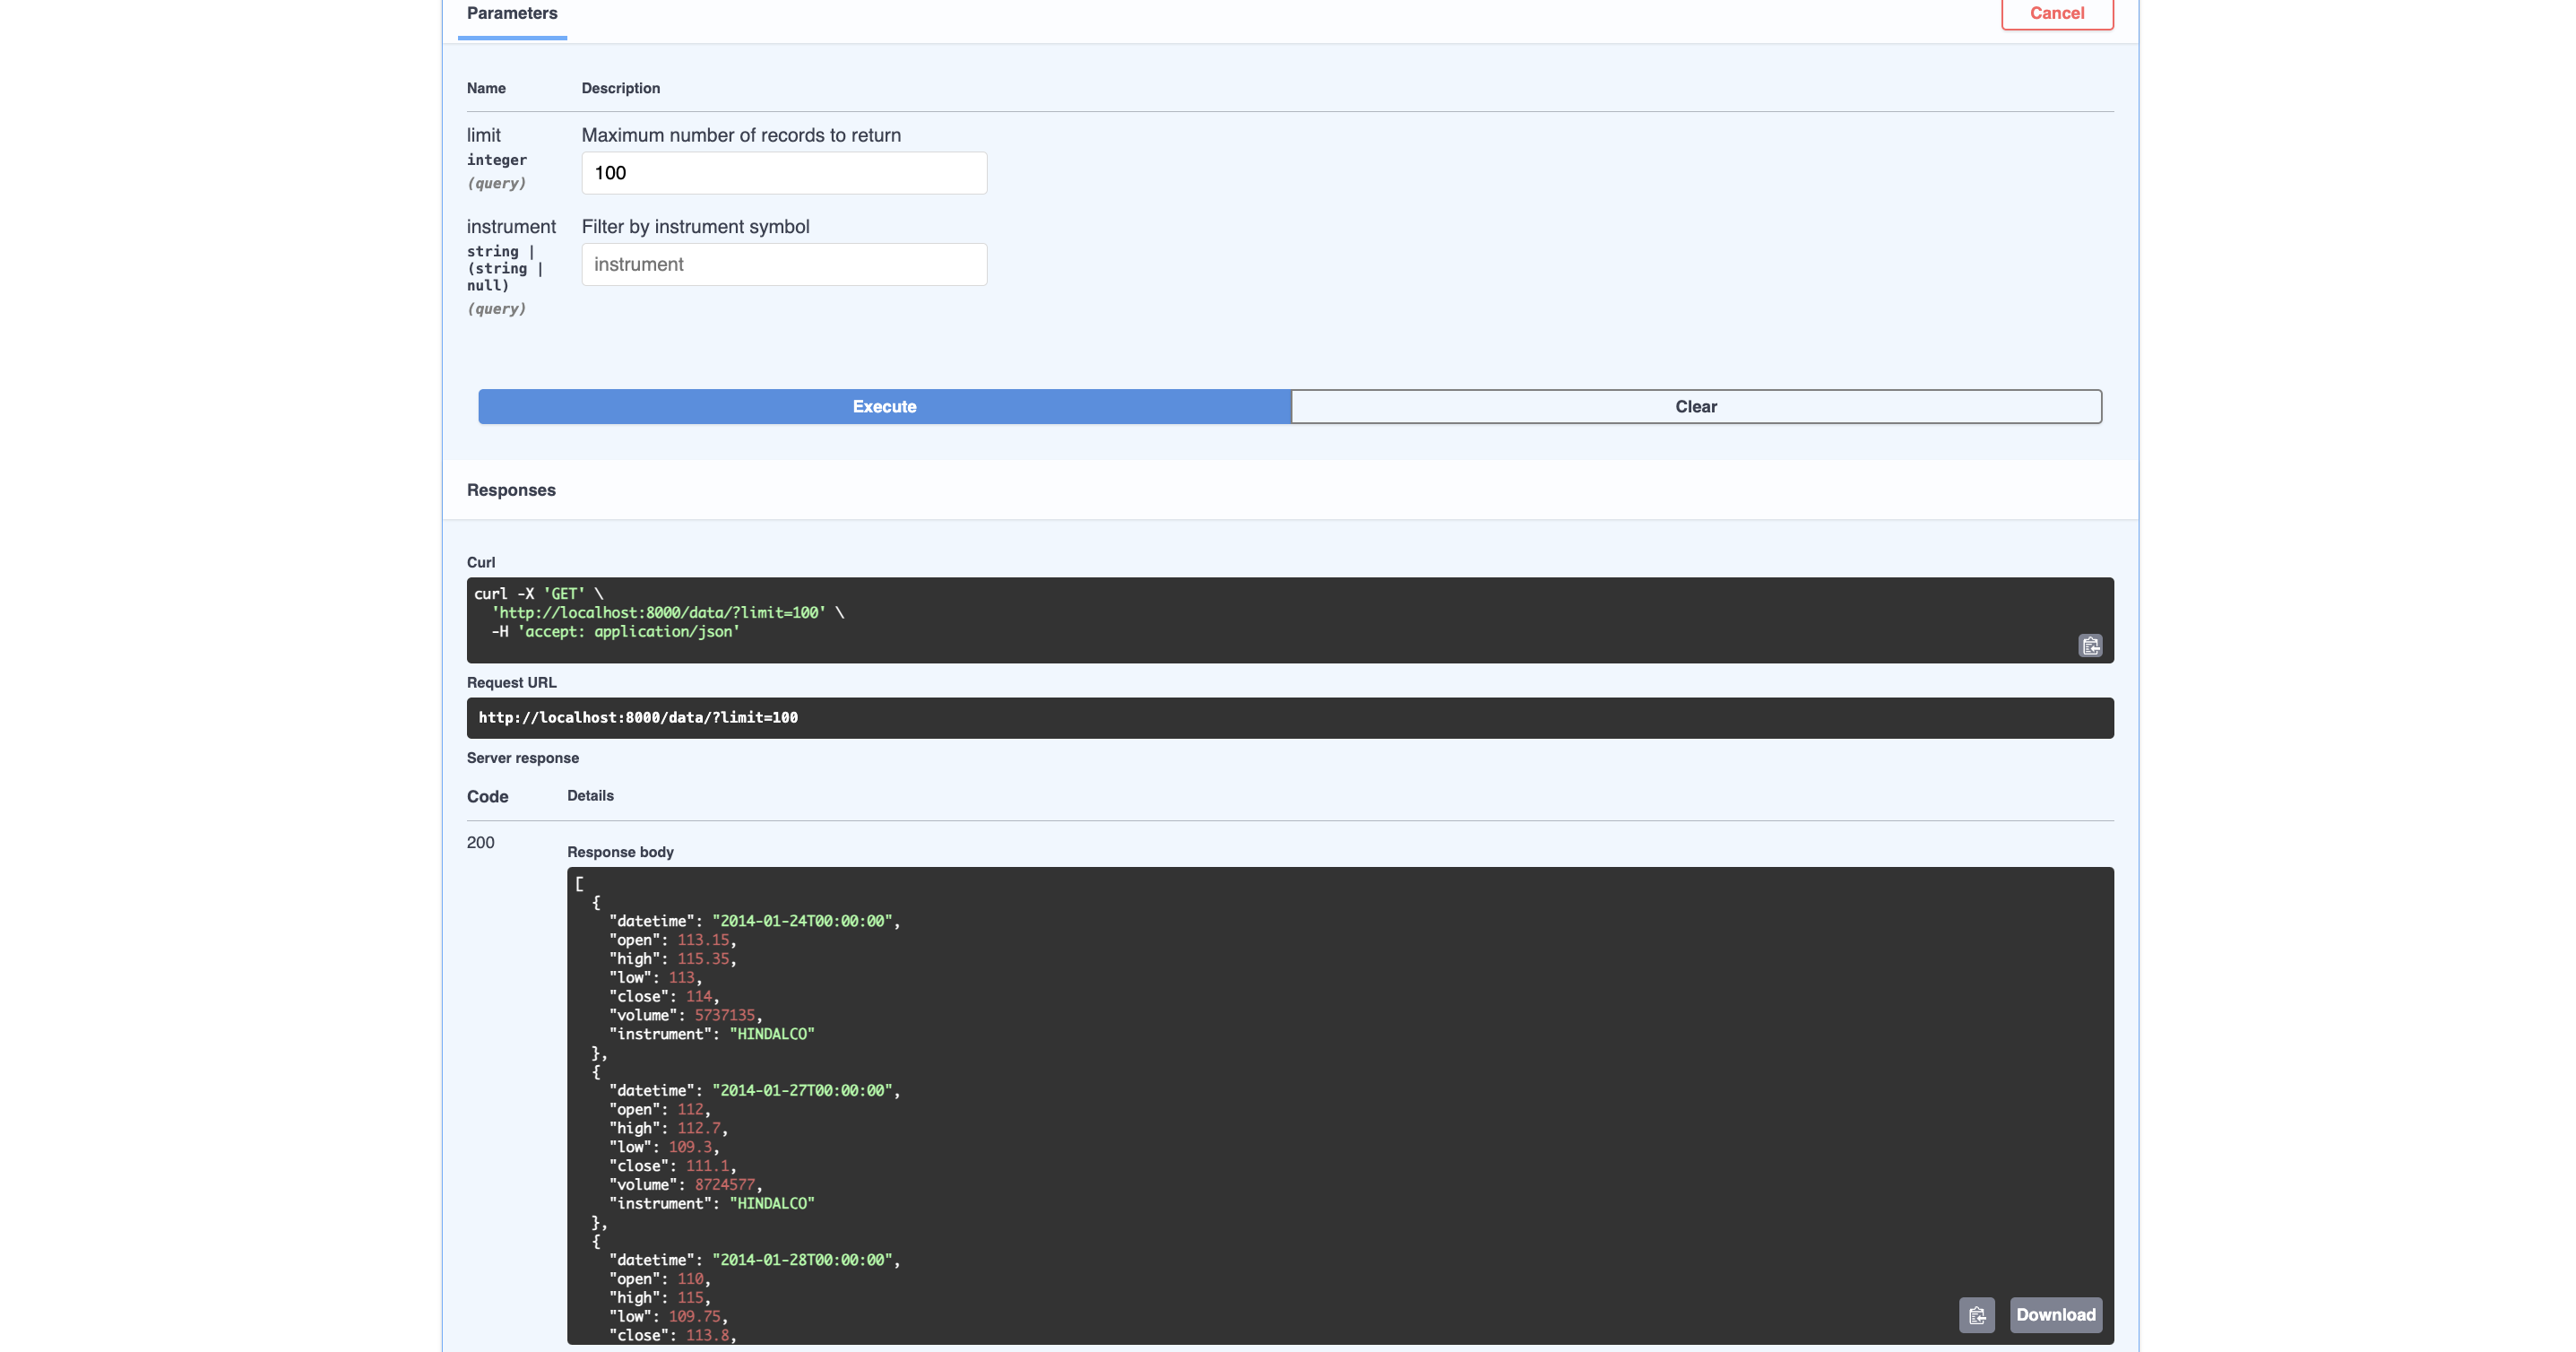 Parameters
Cancel
Name Description
limit Maximum number of records to return
integer
(query)
100
instrument Filter by instrument symbol
string |
(string |
null)
(query)
instrument
Execute Clear
Responses
Curl
curl -X 'GET' \
  'http://localhost:8000/data/?limit=100' \
  -H 'accept: application/json'
Request URL
http://localhost:8000/data/?limit=100
Server response
Code Details
200
Response body
[
  {
    "datetime": "2014-01-24T00:00:00",
    "open": 113.15,
    "high": 115.35,
    "low": 113,
    "close": 114,
    "volume": 5737135,
    "instrument": "HINDALCO"
  },
  {
    "datetime": "2014-01-27T00:00:00",
    "open": 112,
    "high": 112.7,
    "low": 109.3,
    "close": 111.1,
    "volume": 8724577,
    "instrument": "HINDALCO"
  },
  {
    "datetime": "2014-01-28T00:00:00",
    "open": 110,
    "high": 115,
    "low": 109.75,
    "close": 113.8,
Download